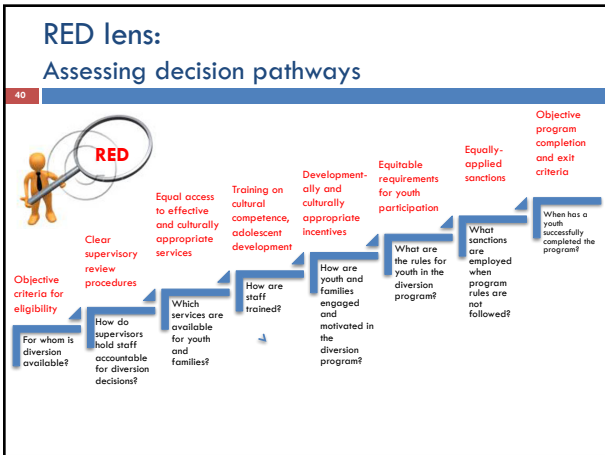 RED lens:
Assessing decision pathways
40
RED
Objective
criteria for
eligibility
For whom is
diversion
available?
Clear
supervisory
review
procedures
How do
supervisors
hold staff
accountable
for diversion
decisions?
Equal access
to effective
and culturally
appropriate
services
Which
services are
available
for youth
and
families?
Training on
cultural
competence,
adolescent
development
How are
staff
trained?
Development-
ally and
culturally
appropriate
incentives
How are
youth and
families
engaged
and
motivated in
the
diversion
program?
Equitable
requirements
for youth
participation
What are
the rules for
youth in the
diversion
program?
Equally-
applied
sanctions
What
sanctions
are
employed
when
program
rules are
not
followed?
Objective
program
completion
and exit
criteria
When has a
youth
successfully
completed the
program?